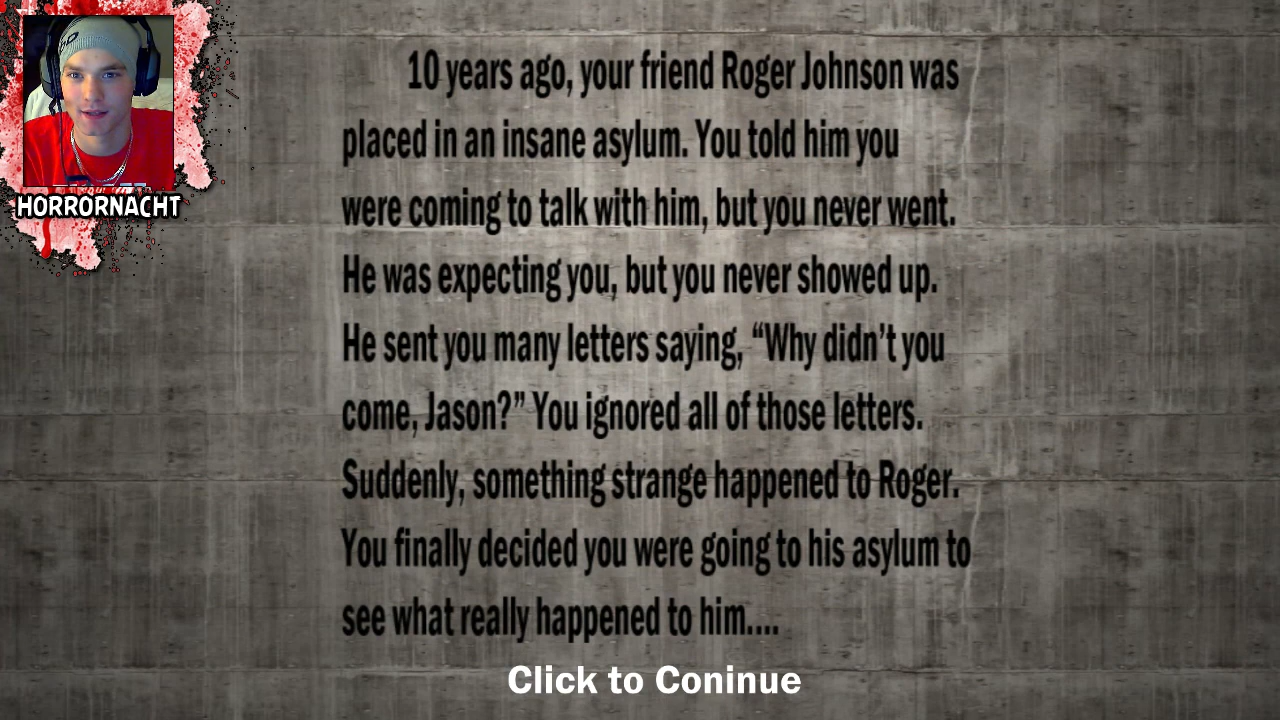 HORRORNACHT
10 years ago, your friend Roger Johnson was
placed in an insane asylum. You told him you
were coming to talk with him, but you never went.
He was expecting you, but you never showed up.
He sent you many letters saying, “Why didn’t you
come, Jason?” You ignored all of those letters.
Suddenly, something strange happened to Roger.
You finally decided you were going to his asylum to
see what really happened to him....
Click to Coninue